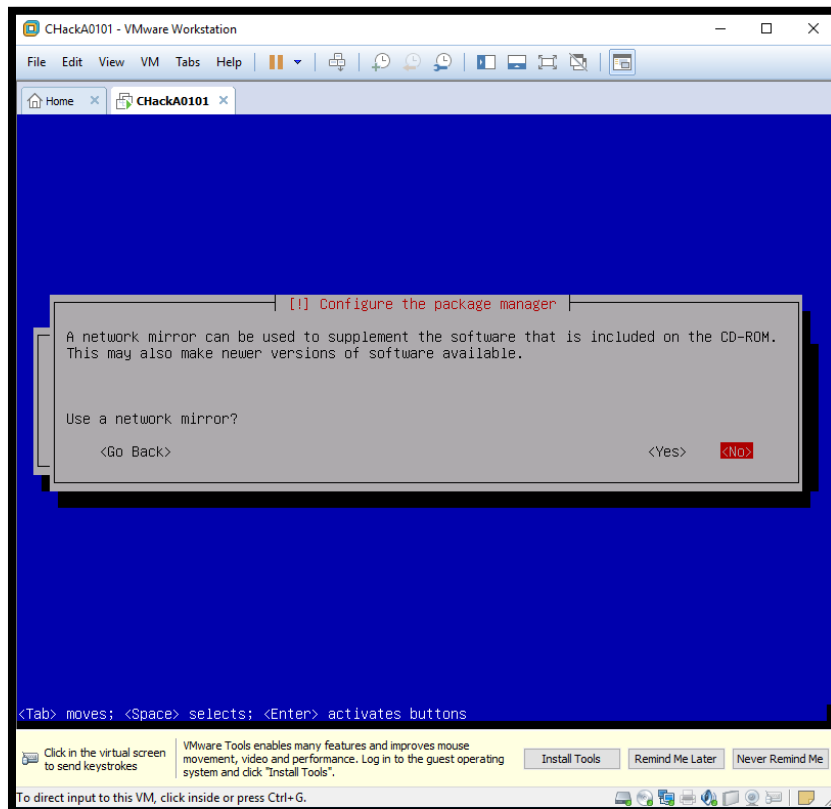 CHackA0101 - VMware Workstation
File Edit View VM Tabs Help
Home CHackA0101
[!] Configure the package manager
A network mirror can be used to supplement the software that is included on the CD-ROM.
This may also make newer versions of software available.
Use a network mirror?
<Go Back> <Yes> <No>
<Tab> moves; <Space> selects; <Enter> activates buttons
Click in the virtual screen
to send keystrokes
VMware Tools enables many features and improves mouse
movement, video and performance. Log in to the guest operating
system and click "Install Tools".
Install Tools Remind Me Later Never Remind Me
To direct input to this VM, click inside or press Ctrl+G.